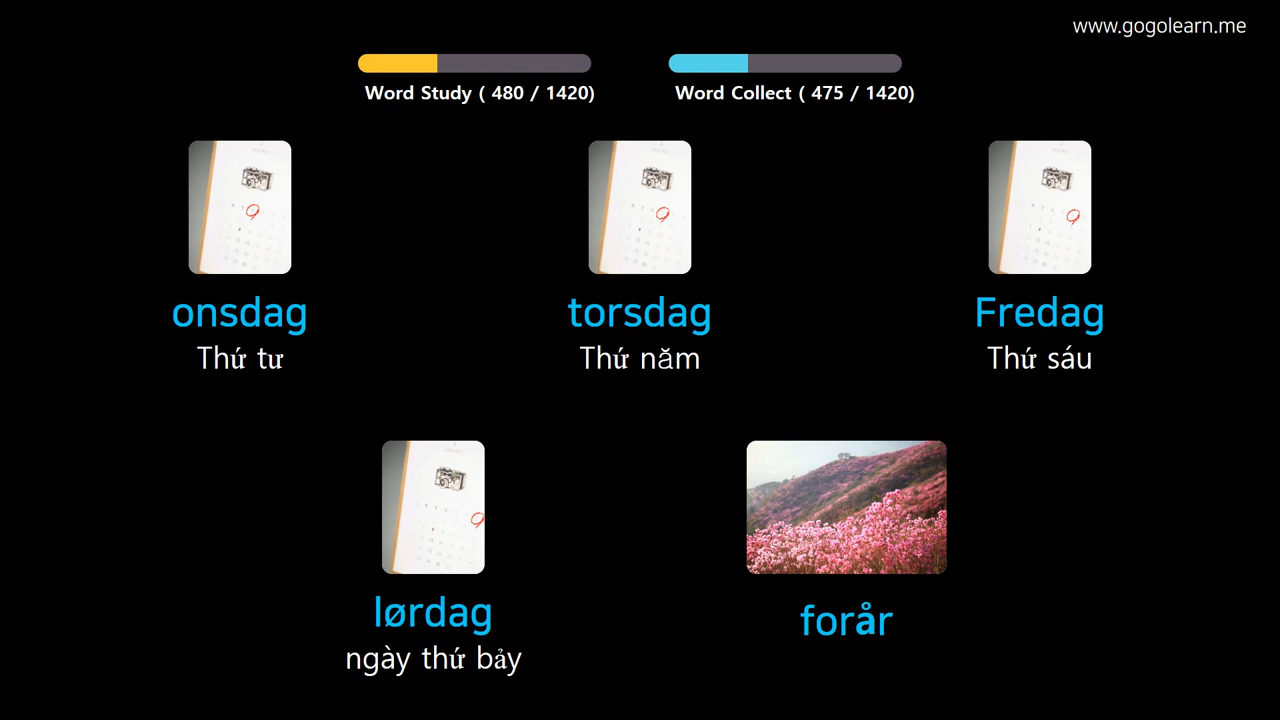 www.gogolearn.me
Word Study ( 480 / 1420)
Word Collect ( 475 / 1420)
onsdag
Thứ tư
torsdag
Thứ năm
Fredag
Thứ sáu
lørdag
ngày thứ bảy
forår